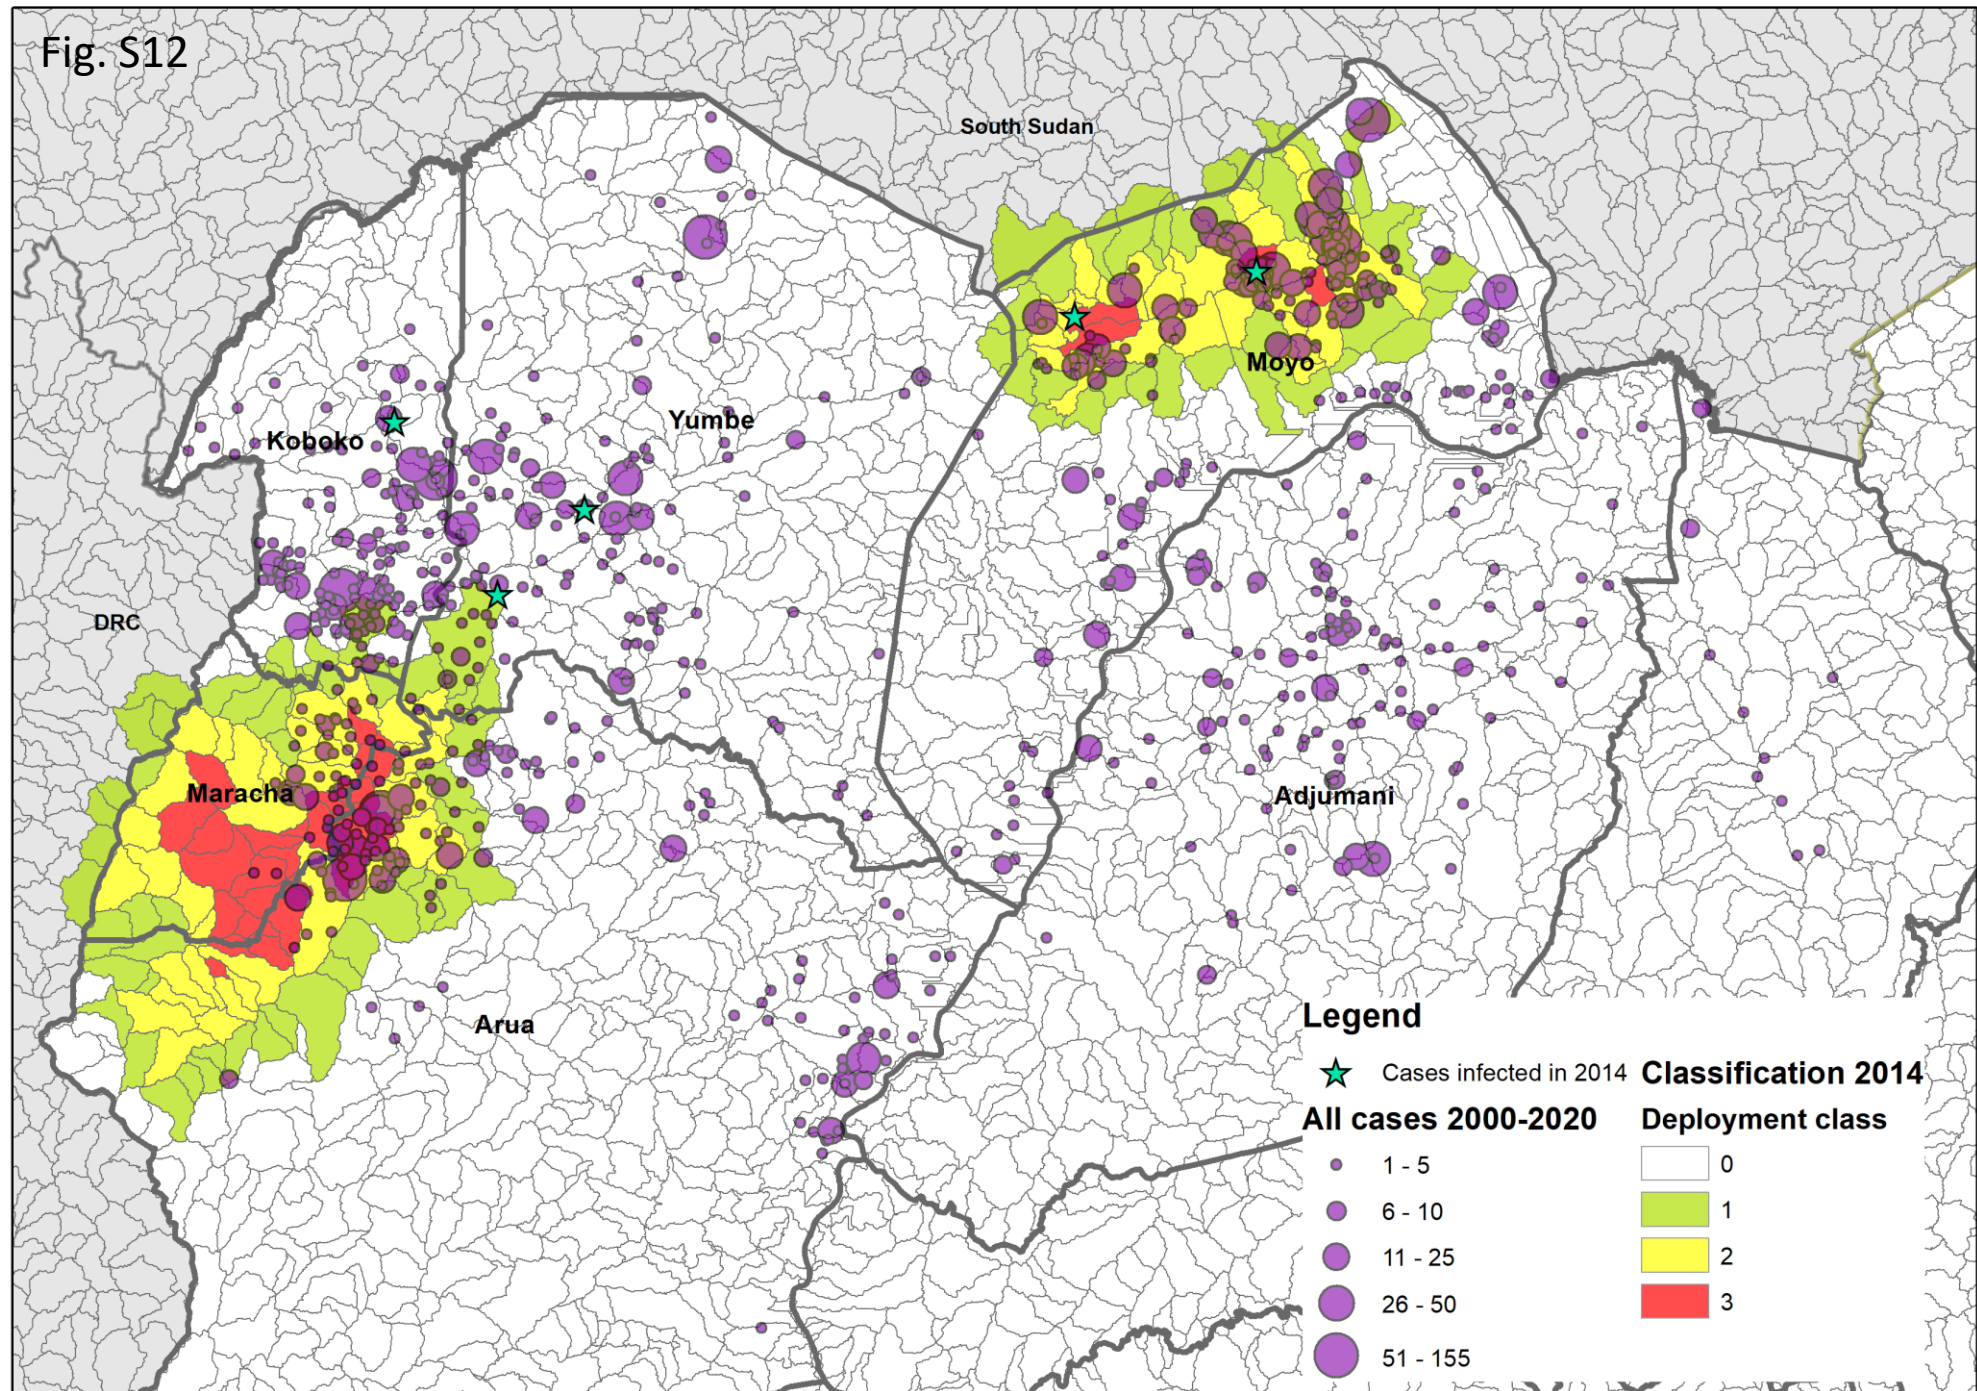 Fig. S12
South Sudan
Moyo
Yumbe
Koboko
DRC
Maracha
Adjumani
Arua
Legend
Cases infected in 2014
All cases 2000-2020
1 - 5
6 - 10
11 - 25
26 - 50
51 - 155
Classification 2014
Deployment class
0
1
2
3